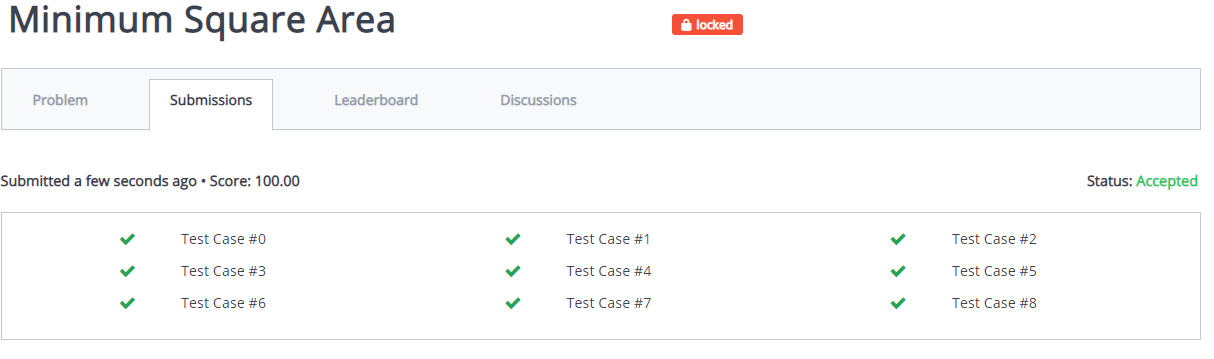 Minimum Square Area
locked
Problem Submissions Leaderboard Discussions
Submitted a few seconds ago • Score: 100.00 Status: Accepted
Test Case #0 Test Case #1 Test Case #2
Test Case #3 Test Case #4 Test Case #5
Test Case #6 Test Case #7 Test Case #8